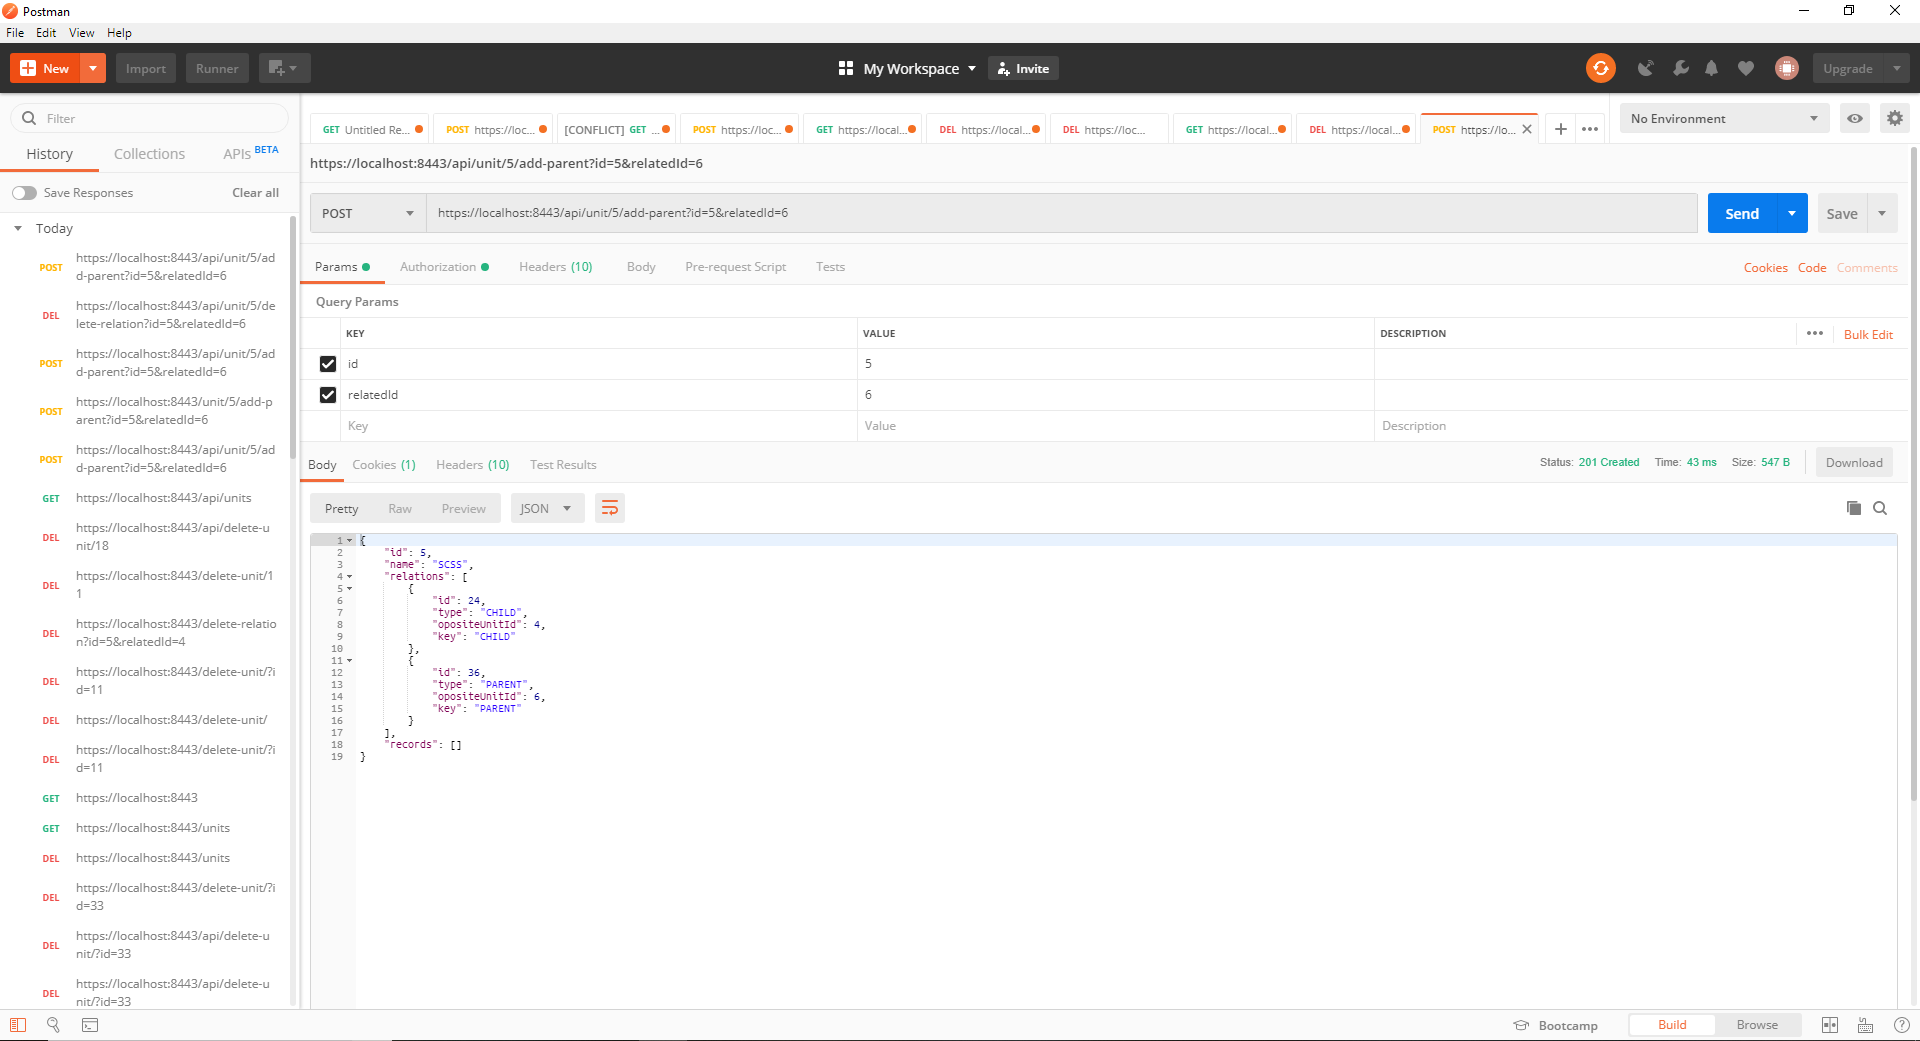 Postman
File Edit View Help
New Import Runner My Workspace Invite Upgrade
Filter
History Collections APIs BETA
Save Responses Clear all
Today
POST https://localhost:8443/api/unit/5/ad
d-parent?id=5&relatedId=6
DEL https://localhost:8443/api/unit/5/de
lete-relation?id=5&relatedId=6
POST https://localhost:8443/api/unit/5/ad
d-parent?id=5&relatedId=6
POST https://localhost:8443/unit/5/add-p
arent?id=5&relatedId=6
POST https://localhost:8443/api/unit/5/ad
d-parent?id=5&relatedId=6
GET https://localhost:8443/api/units
DEL https://localhost:8443/api/delete-u
nit/18
DEL https://localhost:8443/delete-unit/1
1
DEL https://localhost:8443/delete-relatio
n?id=5&relatedId=4
DEL https://localhost:8443/delete-unit/?i
d=11
DEL https://localhost:8443/delete-unit/
DEL https://localhost:8443/delete-unit/?i
d=11
GET https://localhost:8443
GET https://localhost:8443/units
DEL https://localhost:8443/units
DEL https://localhost:8443/delete-unit/?i
d=33
DEL https://localhost:8443/api/delete-u
nit/?id=33
DEL https://localhost:8443/api/delete-u
nit/?id=33
GET Untitled Re... POST https://loc... [CONFLICT] GET ... POST https://loc... GET https://local... DEL https://local... DEL https://loc... GET https://local... DEL https://local... POST https://lo...
No Environment
https://localhost:8443/api/unit/5/add-parent?id=5&relatedId=6
POST https://localhost:8443/api/unit/5/add-parent?id=5&relatedId=6 Send Save
Params Authorization Headers (10) Body Pre-request Script Tests Cookies Code Comments
Query Params
KEY VALUE DESCRIPTION Bulk Edit
id 5
relatedId 6
Key Value Description
Body Cookies (1) Headers (10) Test Results Status: 201 Created Time: 43 ms Size: 547 B Download
Pretty Raw Preview JSON
1 {
2 "id": 5,
3 "name": "SCSS",
4 "relations": [
5 {
6 "id": 24,
7 "type": "CHILD",
8 "opositeUnitId": 4,
9 "key": "CHILD"
10 },
11 {
12 "id": 36,
13 "type": "PARENT",
14 "opositeUnitId": 6,
15 "key": "PARENT"
16 }
17 ],
18 "records": []
19 }
Bootcamp Build Browse